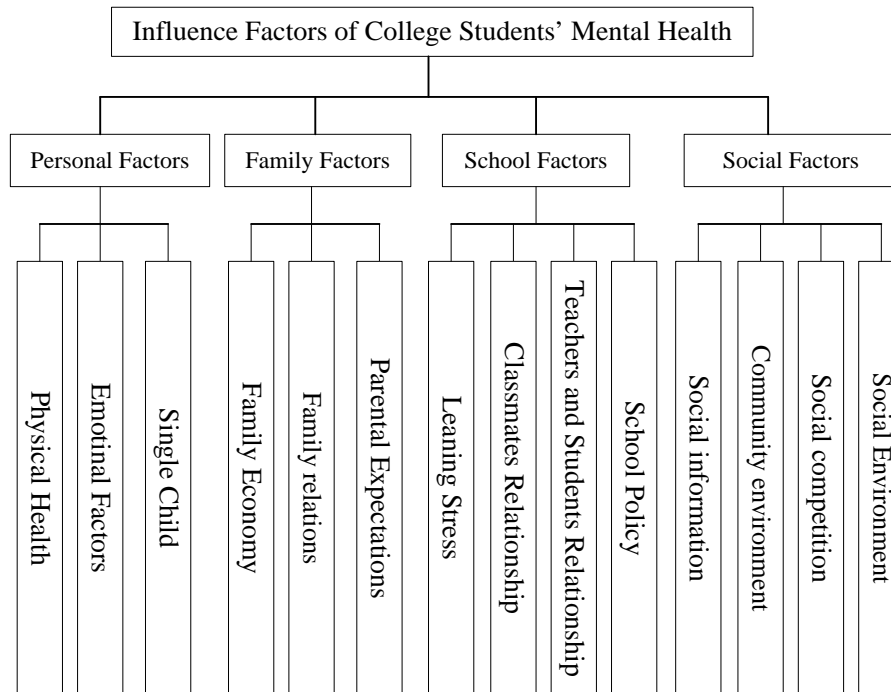 Influence Factors of College Students’ Mental Health
Personal Factors
Family Factors
School Factors
Social Factors
Physical Health
Emotinal Factors
Single Child
Family Economy
Family relations
Parental Expectations
Leaning Stress
Classmates Relationship
Teachers and Students Relationship
School Policy
Social information
Community environment
Social competition
Social Environment